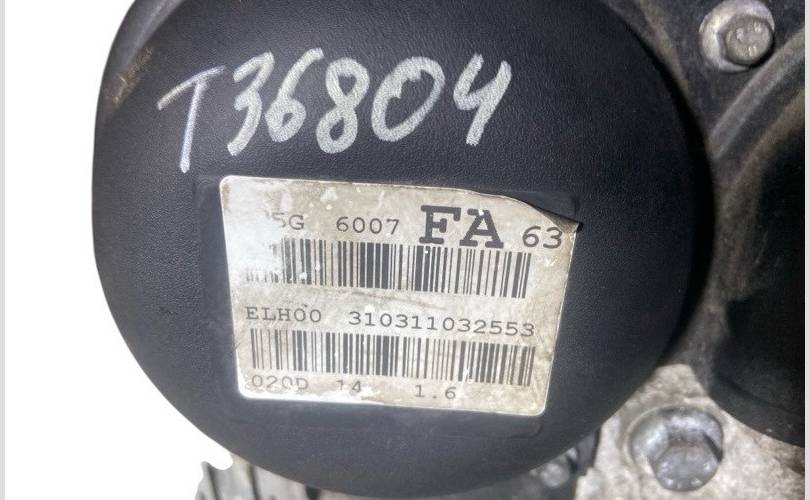 T36804
5G 6007 FA 63
ELH00 310311032553
020D 14 1.6